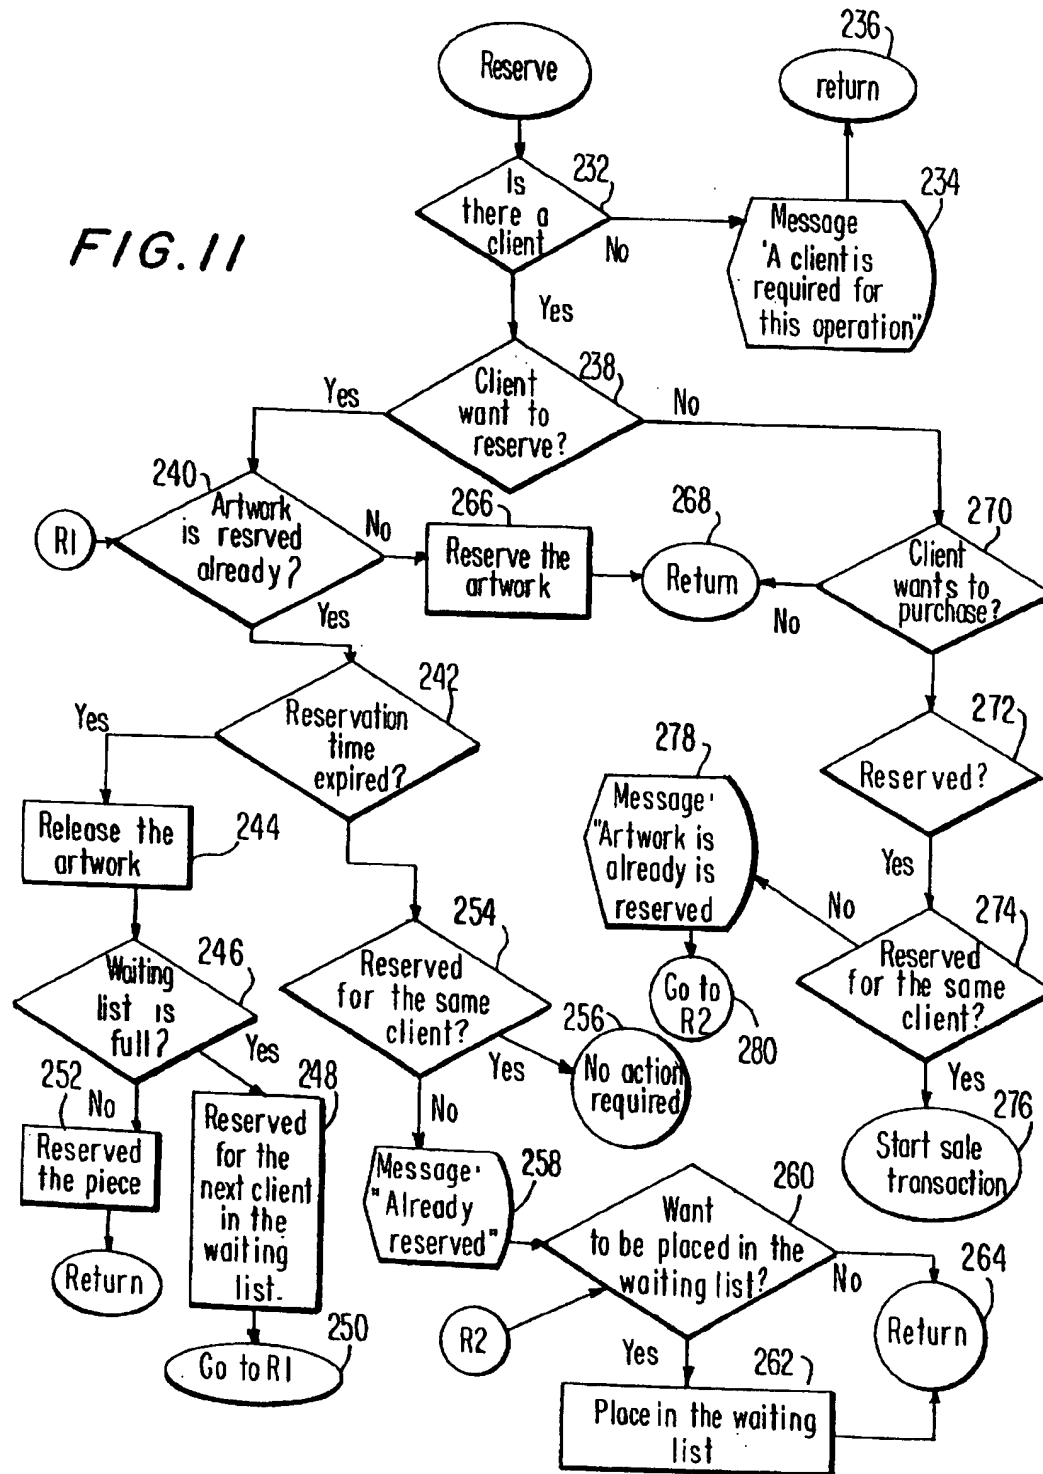 Reserve
236
return
232
Is
there a
client
No
234
Message
'A client is
required for
this operation"
FIG.11
Yes
238
Client
want to
reserve?
Yes
No
240
Artwork
is resrved
already?
R1
No
266
Reserve the
artwork
268
Return
270
Client
wants to
purchase?
No
Yes
242
Reservation
time
expired?
Yes
272
Reserved?
278
Message:
"Artwork is
already is
reserved
Yes
244
Release the
artwork
No
274
Reserved
for the same
client?
254
Reserved
for the same
client?
246
Waiting
list is
full?
Go to
R2
280
256
No action
required
Yes
Yes
Yes
276
Start sale
transaction
252
No
248
Reserved
the piece
Reserved
for the
next client
in the
waiting
list.
No
Message:
"Already
reserved"
258
260
Want
to be placed in the
waiting list?
No
264
Return
Return
250
Go to R1
R2
Yes
262
Place in the waiting
list